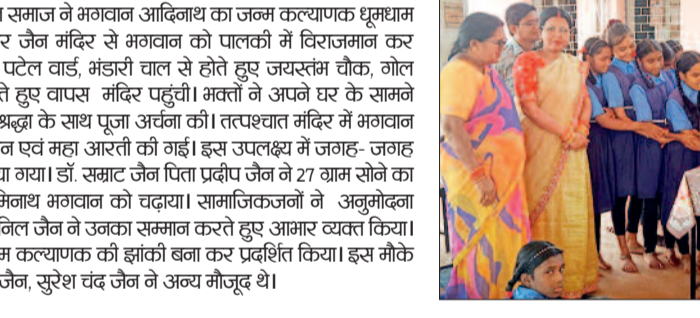 समाज ने भगवान आदिनाथ का जन्म कल्याणक धूमधाम
र जैन मंदिर से भगवान को पालकी में विराजमान कर
पटेल वार्ड, भंडारी चाल से होते हुए जयस्तंभ चौक, गोल
ते हुए वापस मंदिर पहुंची। भक्तों ने अपने घर के सामने
श्रद्धा के साथ पूजा अर्चना की। तत्पश्चात मंदिर में भगवान
न एवं महा आरती की गई। इस उपलक्ष्य में जगह- जगह
या गया। डॉ. सम्राट जैन पिता प्रदीप जैन ने 27 ग्राम सोने का
मिनाथ भगवान को चढ़ाया। सामाजिकजनों ने अनुमोदना
निल जैन ने उनका सम्मान करते हुए आभार व्यक्त किया।
म कल्याणक की झांकी बना कर प्रदर्शित किया। इस मौके
जैन, सुरेश चंद जैन ने अन्य मौजूद थे।